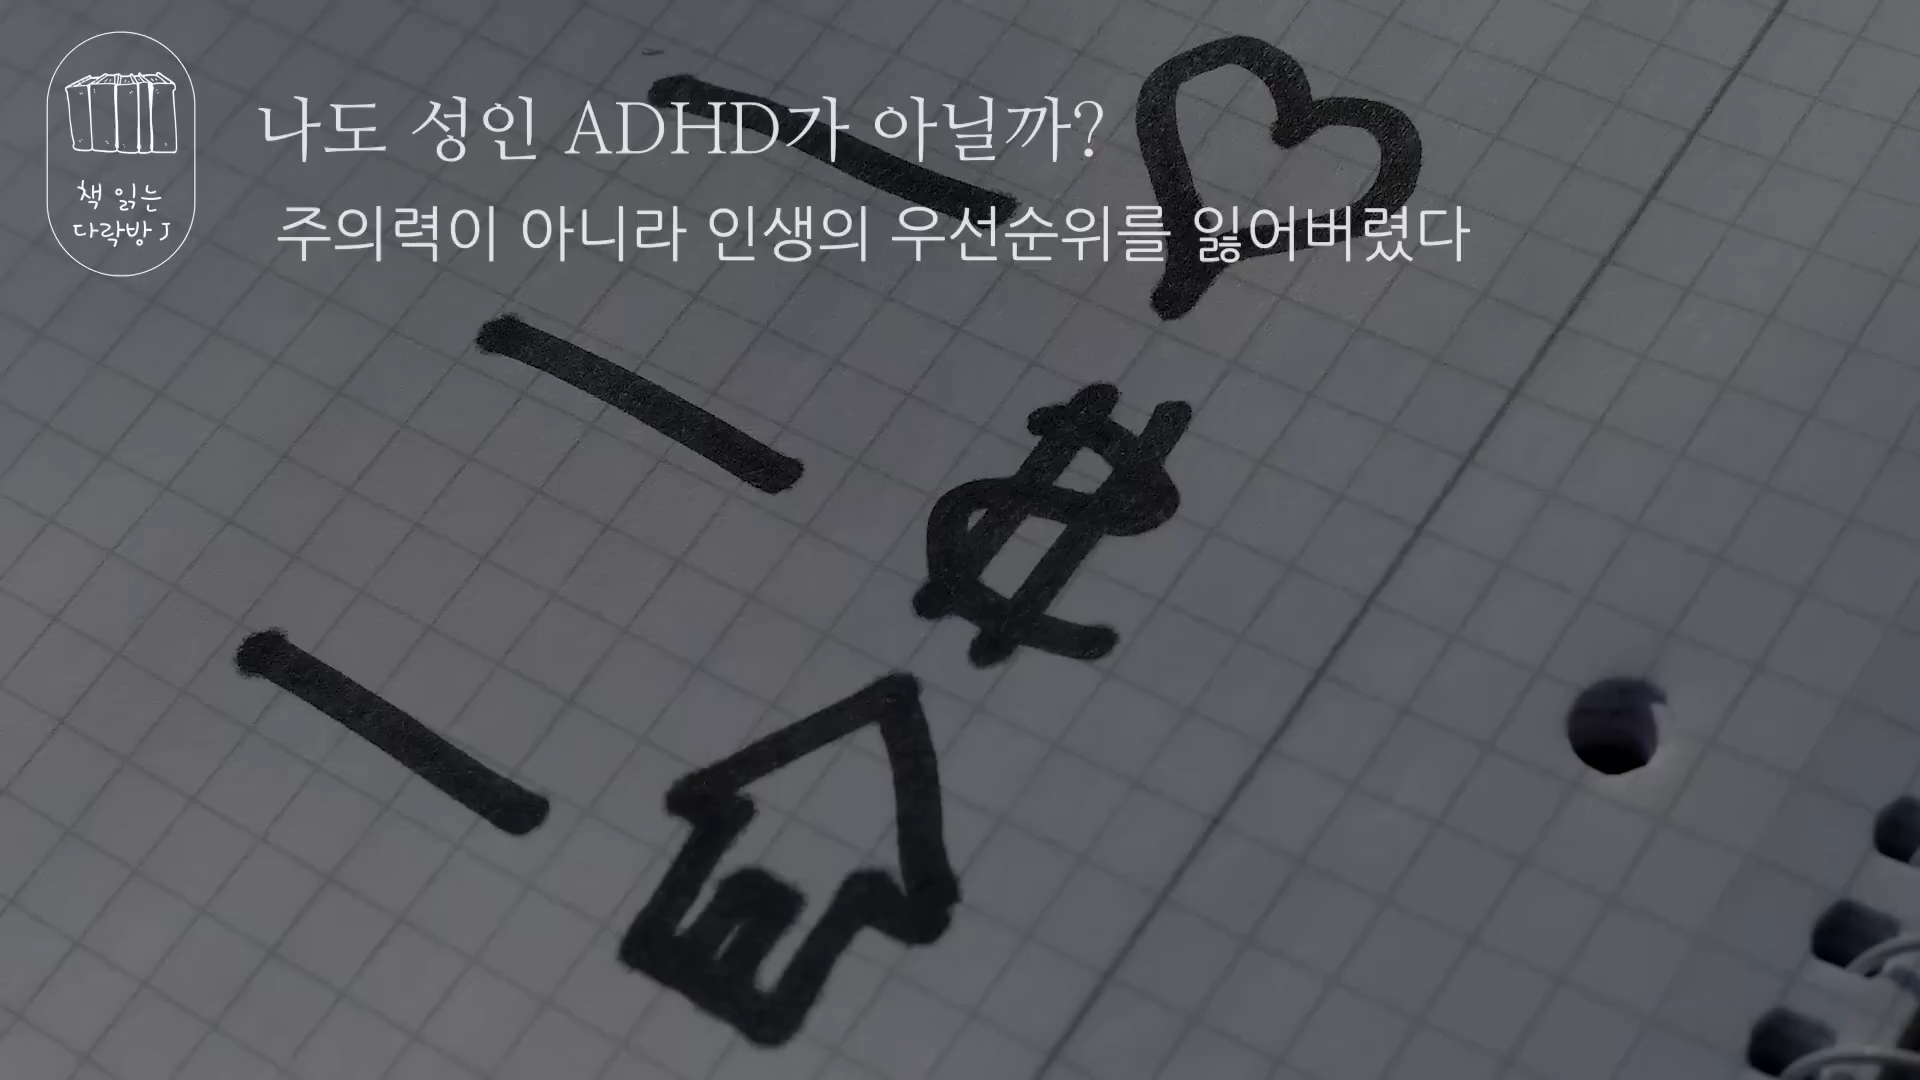 책 읽는
다락방 J
나도 성인 ADHD가 아닐까?
주의력이 아니라 인생의 우선순위를 잃어버렸다
$